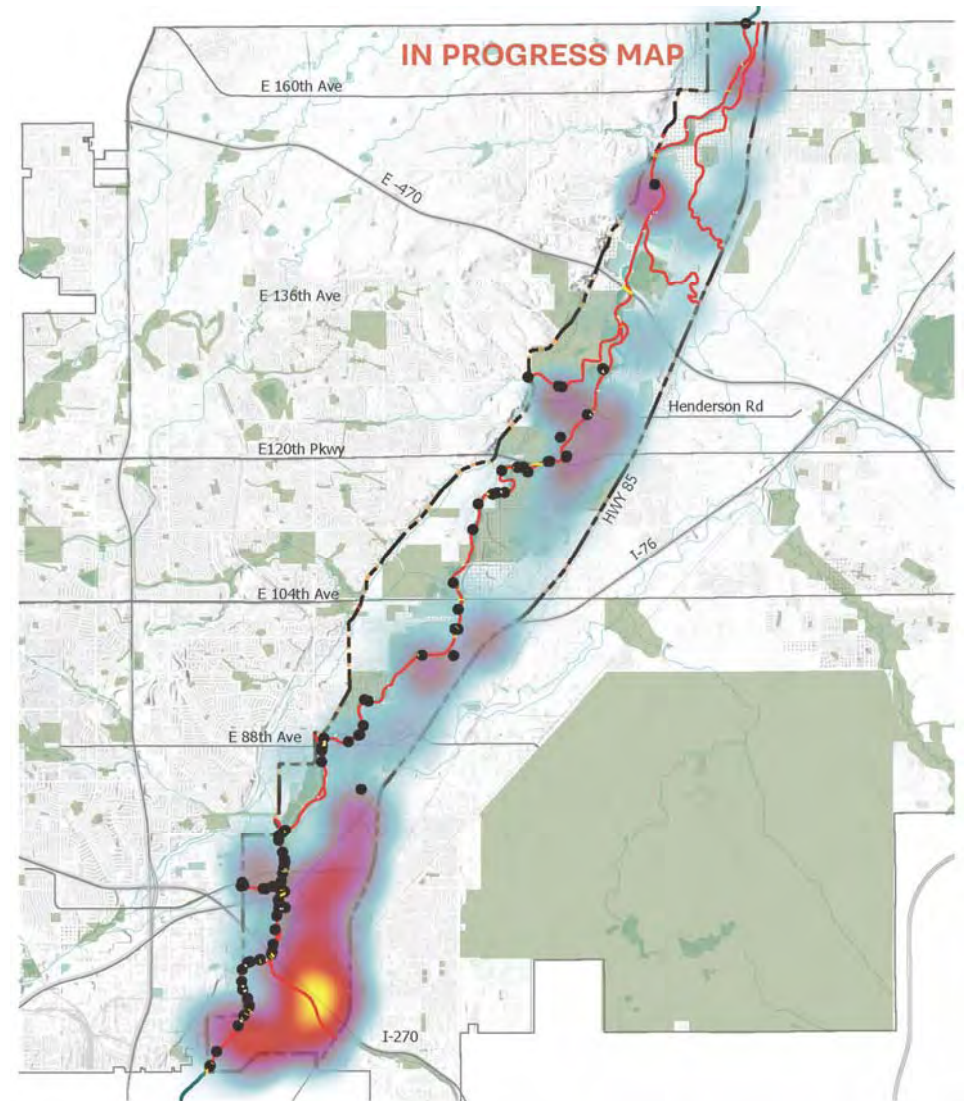 IN PROGRESS MAP
E 160th Ave
E -470
E 136th Ave
Henderson Rd
E120th Pkwy
HWY 85
I-76
E 104th Ave
E 88th Ave
I-270